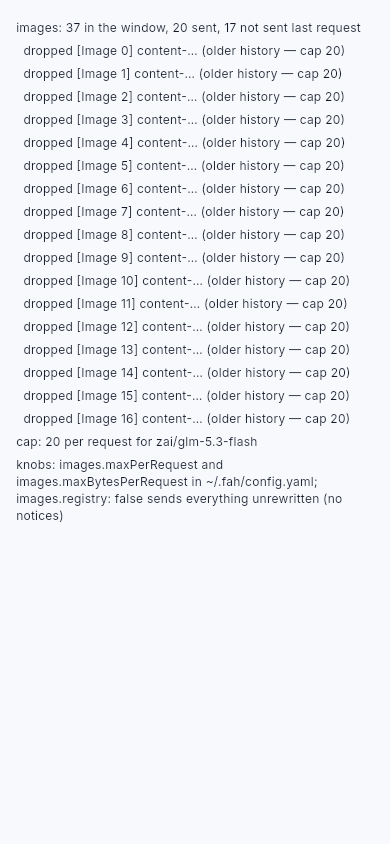 images: 37 in the window, 20 sent, 17 not sent last request
dropped [Image 0] content-... (older history — cap 20)
dropped [Image 1] content-... (older history — cap 20)
dropped [Image 2] content-... (older history — cap 20)
dropped [Image 3] content-... (older history — cap 20)
dropped [Image 4] content-... (older history — cap 20)
dropped [Image 5] content-... (older history — cap 20)
dropped [Image 6] content-... (older history — cap 20)
dropped [Image 7] content-... (older history — cap 20)
dropped [Image 8] content-... (older history — cap 20)
dropped [Image 9] content-... (older history — cap 20)
dropped [Image 10] content-... (older history — cap 20)
dropped [Image 11] content-... (older history — cap 20)
dropped [Image 12] content-... (older history — cap 20)
dropped [Image 13] content-... (older history — cap 20)
dropped [Image 14] content-... (older history — cap 20)
dropped [Image 15] content-... (older history — cap 20)
dropped [Image 16] content-... (older history — cap 20)
cap: 20 per request for zai/glm-5.3-flash
knobs: images.maxPerRequest and
images.maxBytesPerRequest in ~/.fah/config.yaml;
images.registry: false sends everything unrewritten (no
notices)